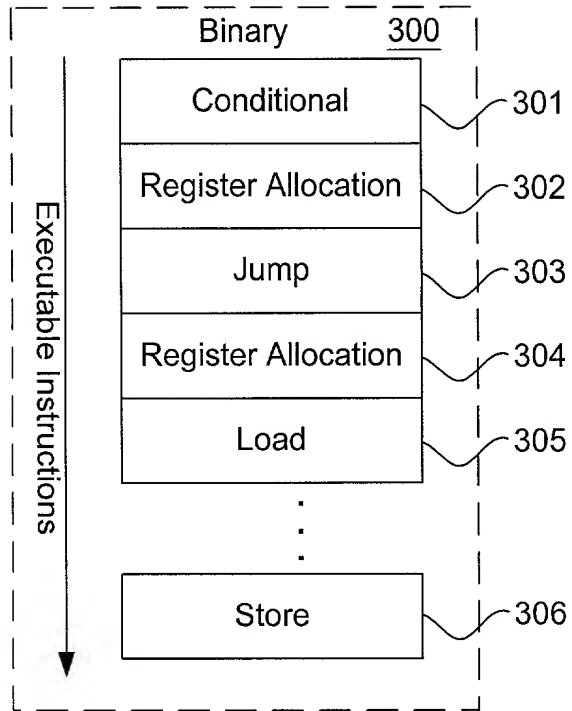 Binary 300
Conditional 301
Register Allocation 302
Jump 303
Register Allocation 304
Load 305
Store 306
Executable Instructions